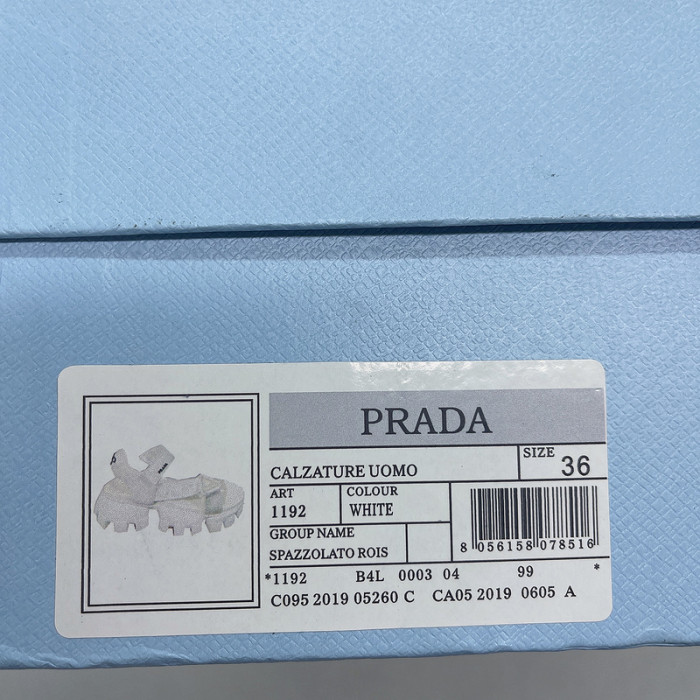 PRADA
CALZATURE UOMO
SIZE 36
ART 1192
COLOUR WHITE
GROUP NAME
SPAZZOLATO ROIS
8 056158 078516
*1192 B4L 0003 04 99 *
C095 2019 05260 C CA05 2019 0605 A